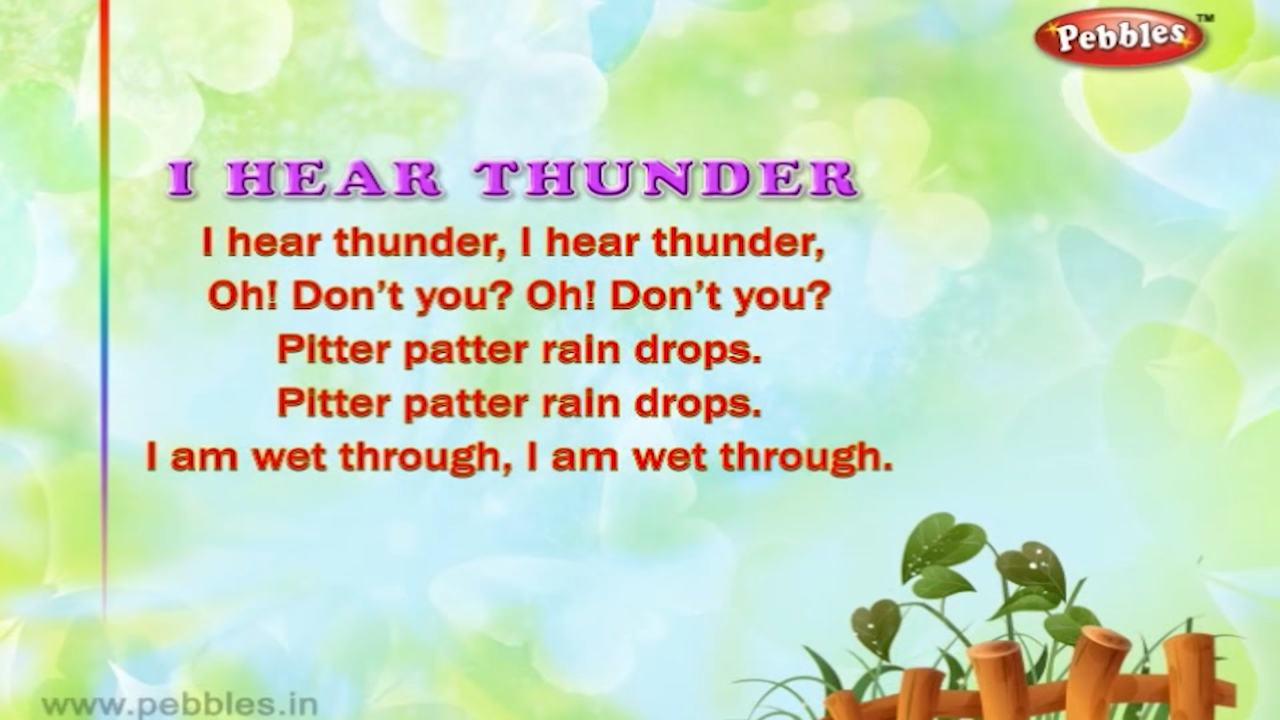 Pebbles™
I HEAR THUNDER
I hear thunder, I hear thunder,
Oh! Don’t you? Oh! Don’t you?
Pitter patter rain drops.
Pitter patter rain drops.
I am wet through, I am wet through.
www.pebbles.in